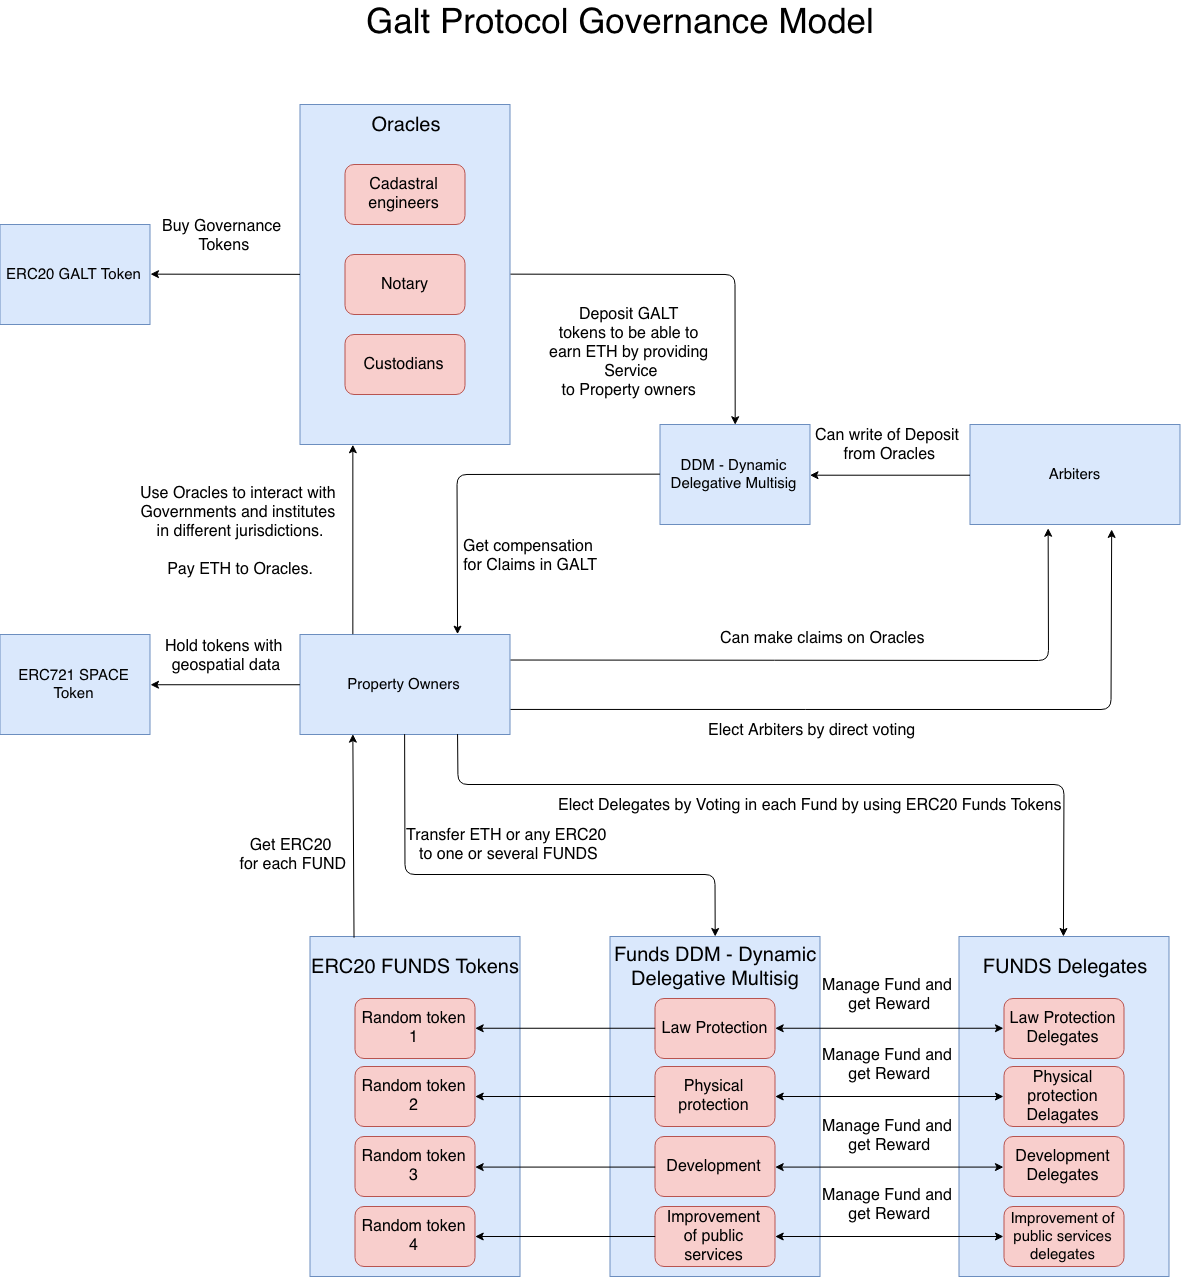 Galt Protocol Governance Model
Oracles
Cadastral
engineers
Buy Governance
Tokens
ERC20 GALT Token
Notary
Custodians
Deposit GALT
tokens to be able to
earn ETH by providing
Service
to Property owners
Can write of Deposit
from Oracles
DDM - Dynamic
Delegative Multisig
Arbiters
Use Oracles to interact with
Governments and institutes
in different jurisdictions.
Pay ETH to Oracles.
Get compensation
for Claims in GALT
Hold tokens with
geospatial data
Can make claims on Oracles
ERC721 SPACE
Token
Property Owners
Elect Arbiters by direct voting
Elect Delegates by Voting in each Fund by using ERC20 Funds Tokens
Get ERC20
for each FUND
Transfer ETH or any ERC20
to one or several FUNDS
ERC20 FUNDS Tokens
Funds DDM - Dynamic
Delegative Multisig
FUNDS Delegates
Manage Fund and
get Reward
Random token
1
Law Protection
Law Protection
Delegates
Manage Fund and
get Reward
Random token
2
Physical
protection
Physical
protection
Delagates
Manage Fund and
get Reward
Random token
3
Development
Development
Delegates
Manage Fund and
get Reward
Random token
4
Improvement
of public
services
Improvement of
public services
delegates